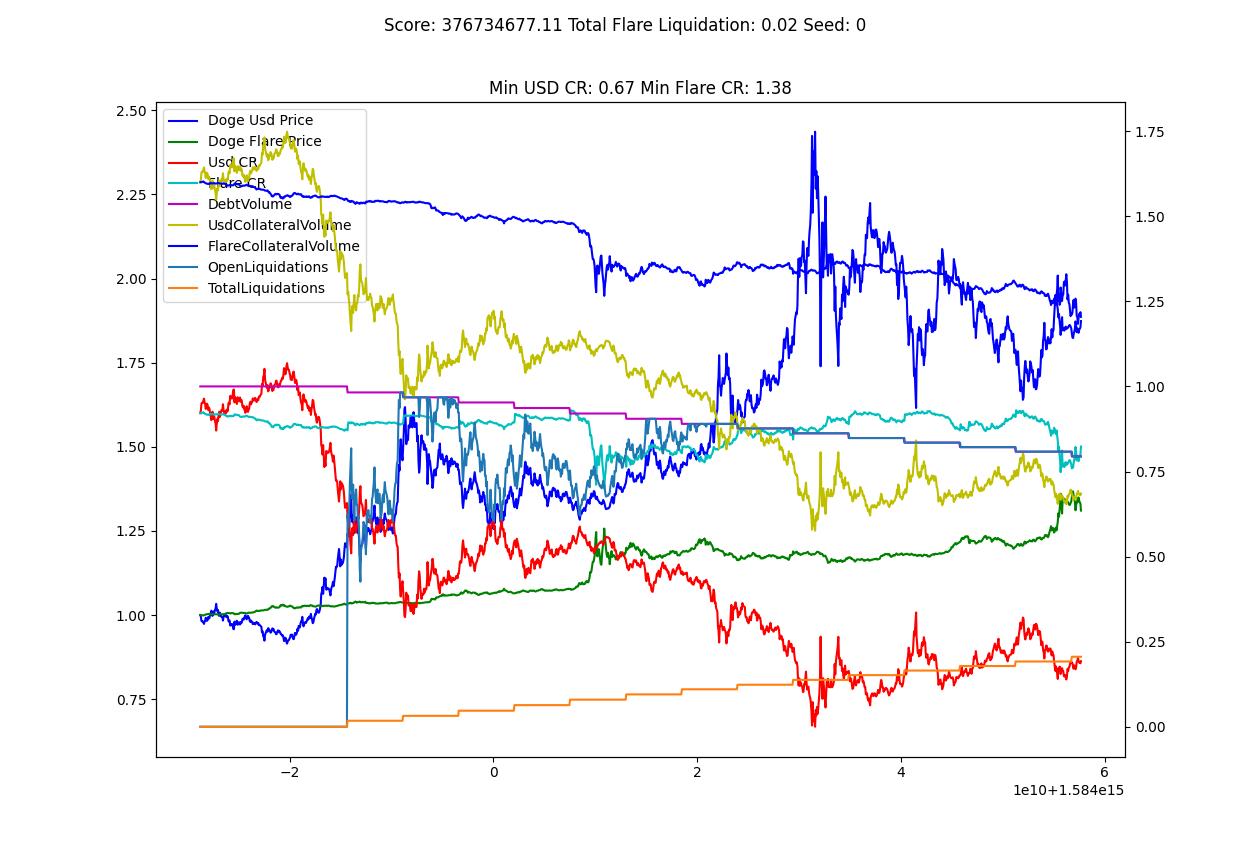 Score: 376734677.11 Total Flare Liquidation: 0.02 Seed: 0
Min USD CR: 0.67 Min Flare CR: 1.38
2.50
2.25
2.00
1.75
1.50
1.25
1.00
0.75
Doge Usd Price
Doge Flare Price
Usd CR
Flare CR
DebtVolume
UsdCollateralVolume
FlareCollateralVolume
OpenLiquidations
TotalLiquidations
1.75
1.50
1.25
1.00
0.75
0.50
0.25
0.00
−2
0
2
4
6
1e10+1.584e15